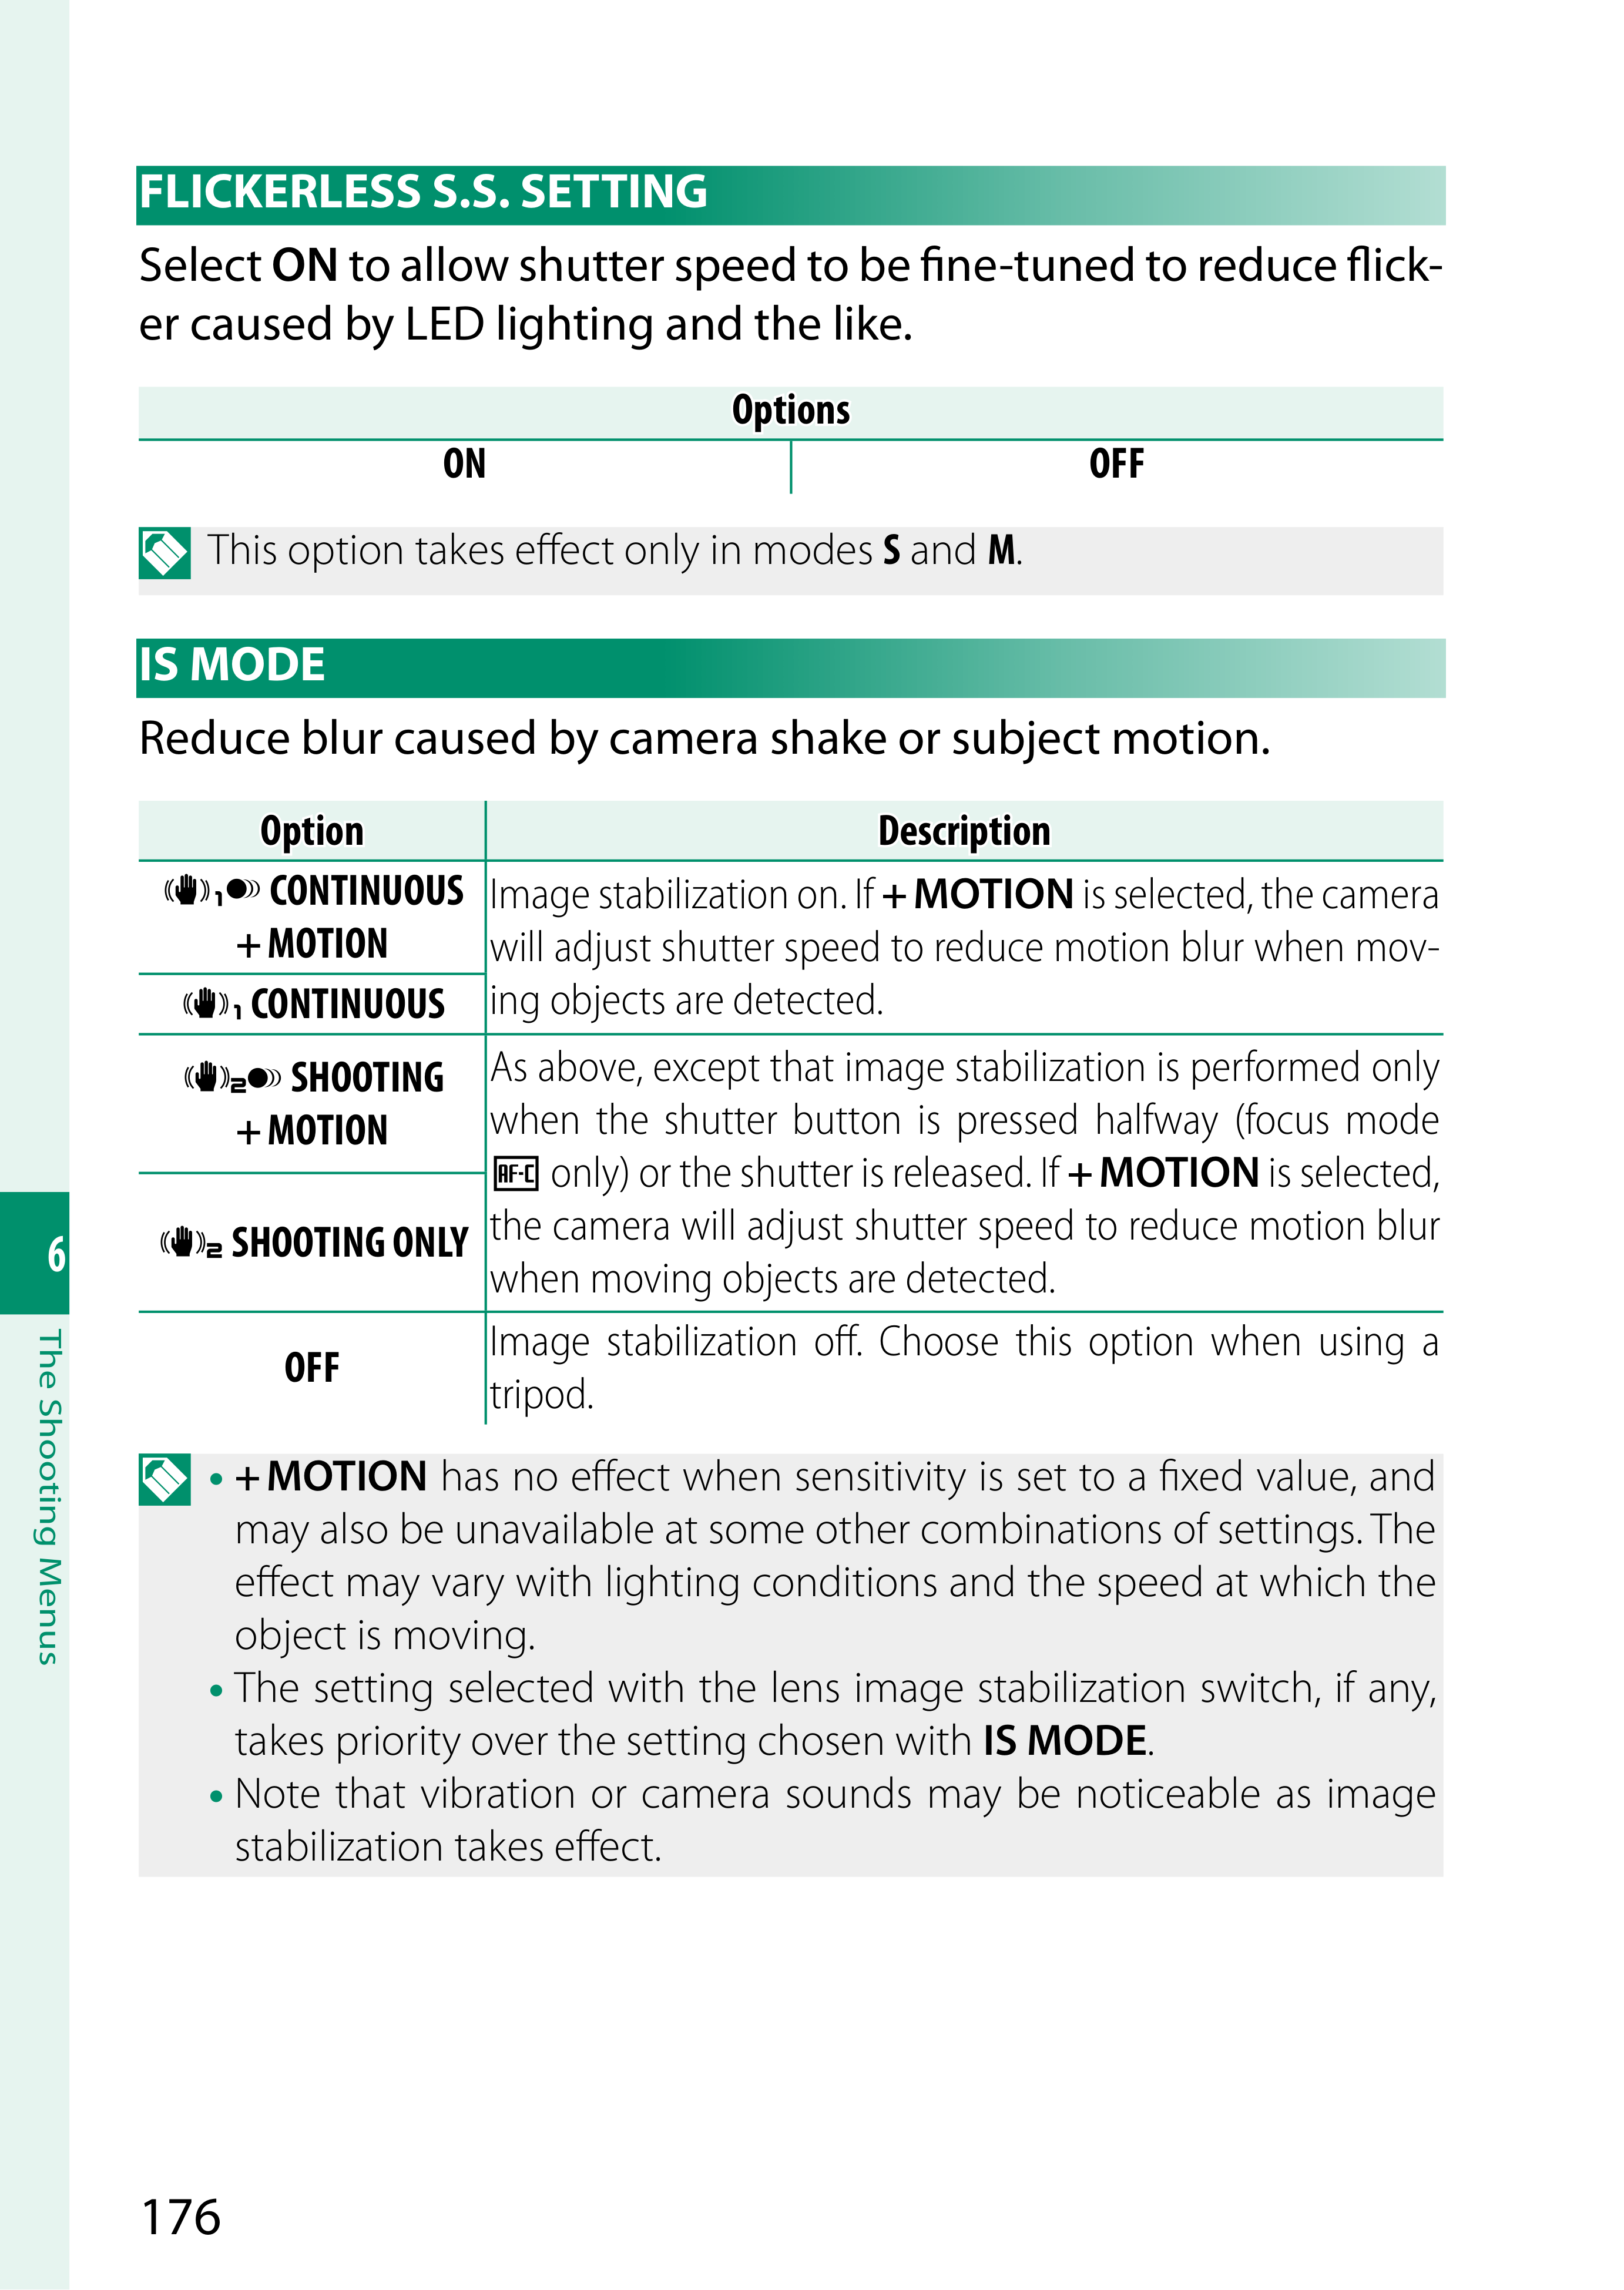 FLICKERLESS S.S. SETTING
Select ON to allow shutter speed to be fine-tuned to reduce flick-
er caused by LED lighting and the like.
Options
ON OFF
This option takes effect only in modes S and M.
IS MODE
Reduce blur caused by camera shake or subject motion.
Option Description
1 CONTINUOUS
+ MOTION
1 CONTINUOUS
Image stabilization on. If + MOTION is selected, the camera
will adjust shutter speed to reduce motion blur when mov-
ing objects are detected.
2 SHOOTING
+ MOTION
2 SHOOTING ONLY
As above, except that image stabilization is performed only
when the shutter button is pressed halfway (focus mode
AF-C only) or the shutter is released. If + MOTION is selected,
the camera will adjust shutter speed to reduce motion blur
when moving objects are detected.
OFF
Image stabilization off. Choose this option when using a
tripod.
• + MOTION has no effect when sensitivity is set to a fixed value, and
may also be unavailable at some other combinations of settings. The
effect may vary with lighting conditions and the speed at which the
object is moving.
• The setting selected with the lens image stabilization switch, if any,
takes priority over the setting chosen with IS MODE.
• Note that vibration or camera sounds may be noticeable as image
stabilization takes effect.
6
The Shooting Menus
176